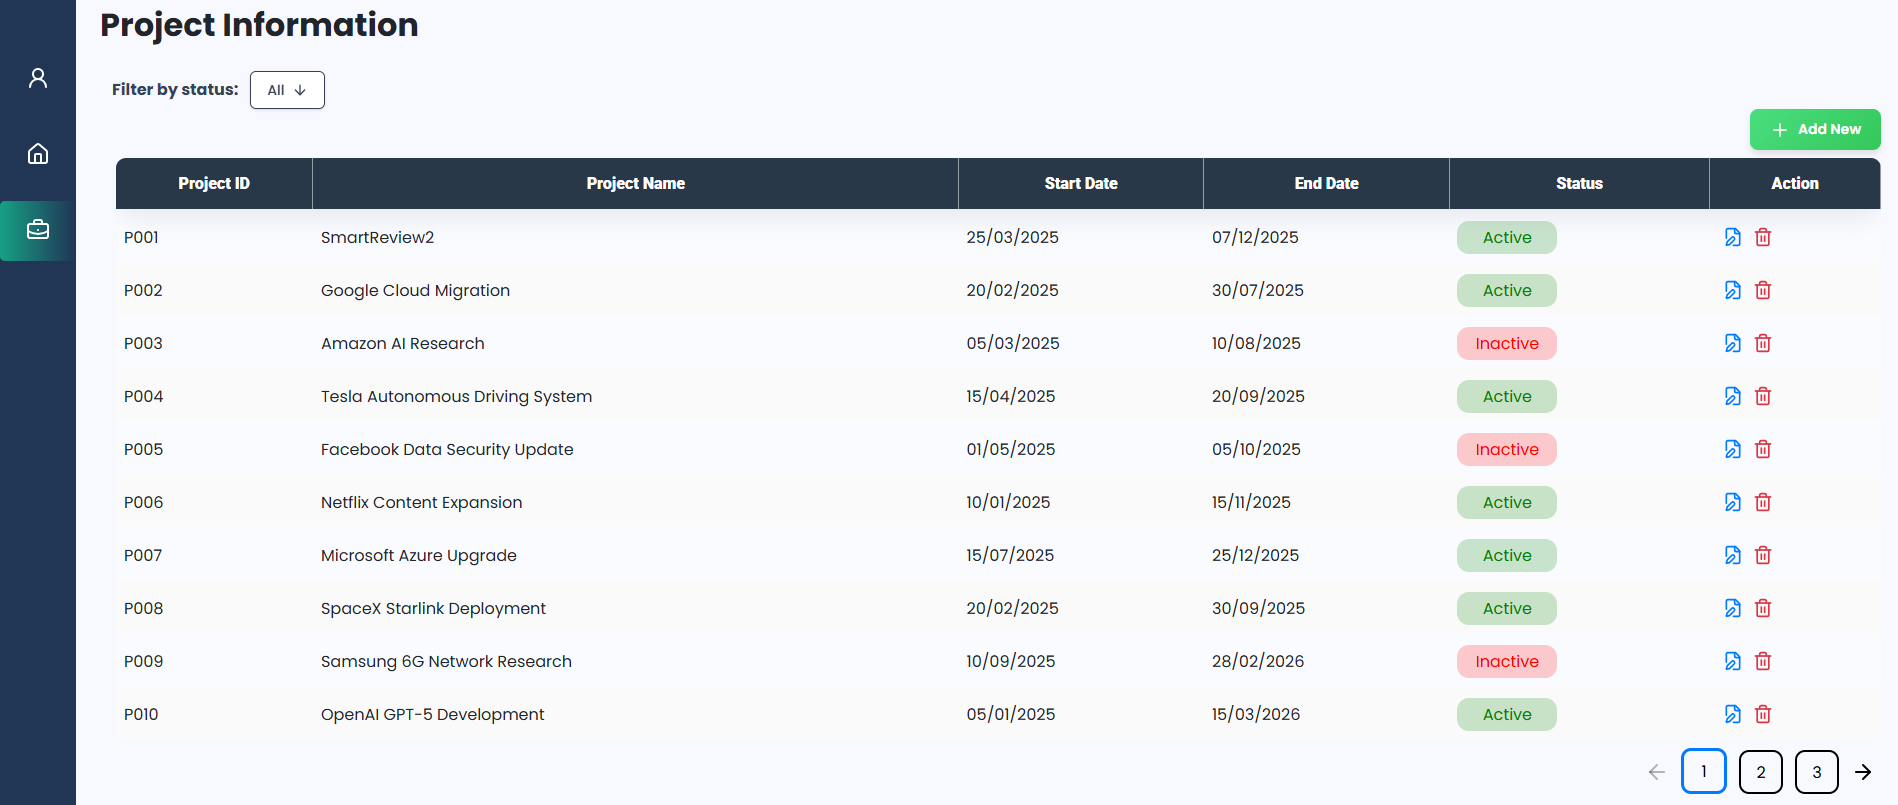 Project Information
Filter by status: All
Add New
Project ID Project Name Start Date End Date Status Action
P001 SmartReview2 25/03/2025 07/12/2025 Active
P002 Google Cloud Migration 20/02/2025 30/07/2025 Active
P003 Amazon AI Research 05/03/2025 10/08/2025 Inactive
P004 Tesla Autonomous Driving System 15/04/2025 20/09/2025 Active
P005 Facebook Data Security Update 01/05/2025 05/10/2025 Inactive
P006 Netflix Content Expansion 10/01/2025 15/11/2025 Active
P007 Microsoft Azure Upgrade 15/07/2025 25/12/2025 Active
P008 SpaceX Starlink Deployment 20/02/2025 30/09/2025 Active
P009 Samsung 6G Network Research 10/09/2025 28/02/2026 Inactive
P010 OpenAI GPT-5 Development 05/01/2025 15/03/2026 Active
1 2 3